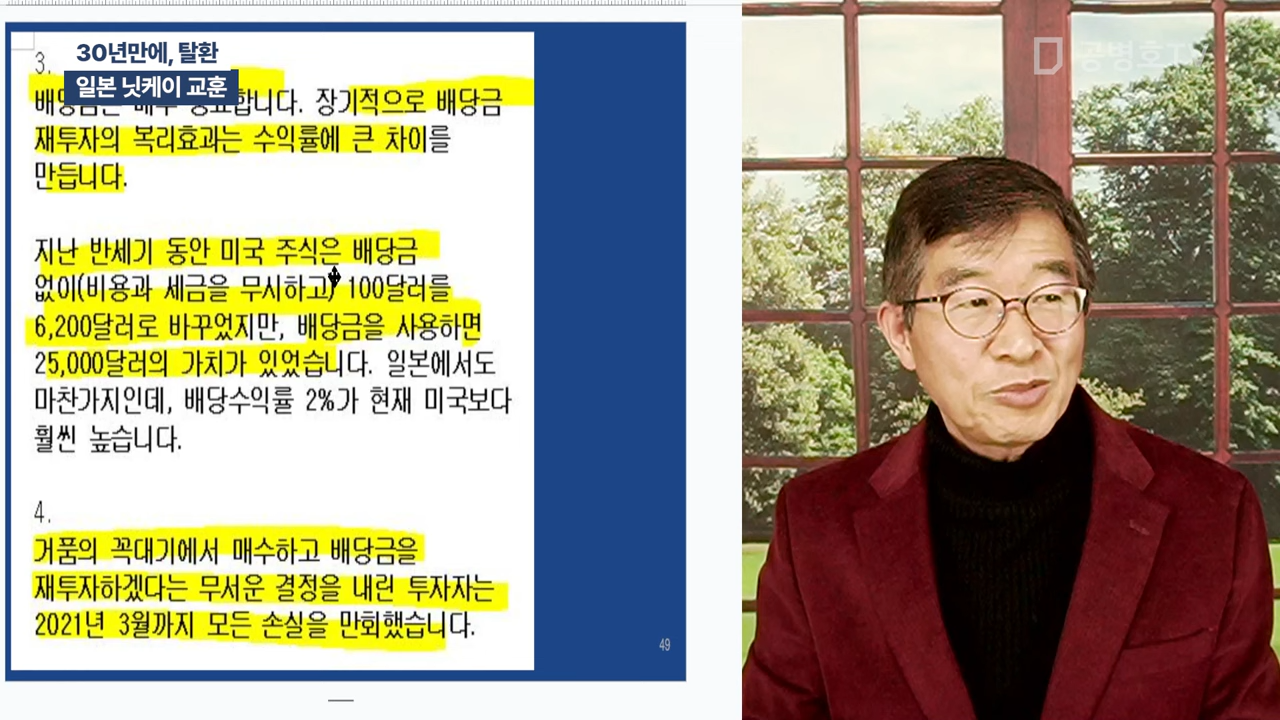 30년만에, 탈환
일본 닛케이 교훈
3.
합니다. 장기적으로 배당금
재투자의 복리효과는 수익률에 큰 차이를
만듭니다.
지난 반세기 동안 미국 주식은 배당금
없이(비용과 세금을 무시하고) 100달러를
6,200달러로 바꾸었지만, 배당금을 사용하면
25,000달러의 가치가 있었습니다. 일본에서도
마찬가지인데, 배당수익률 2%가 현재 미국보다
훨씬 높습니다.
4.
거품의 꼭대기에서 매수하고 배당금을
재투자하겠다는 무서운 결정을 내린 투자자는
2021년 3월까지 모든 손실을 만회했습니다.
49
공병호TV